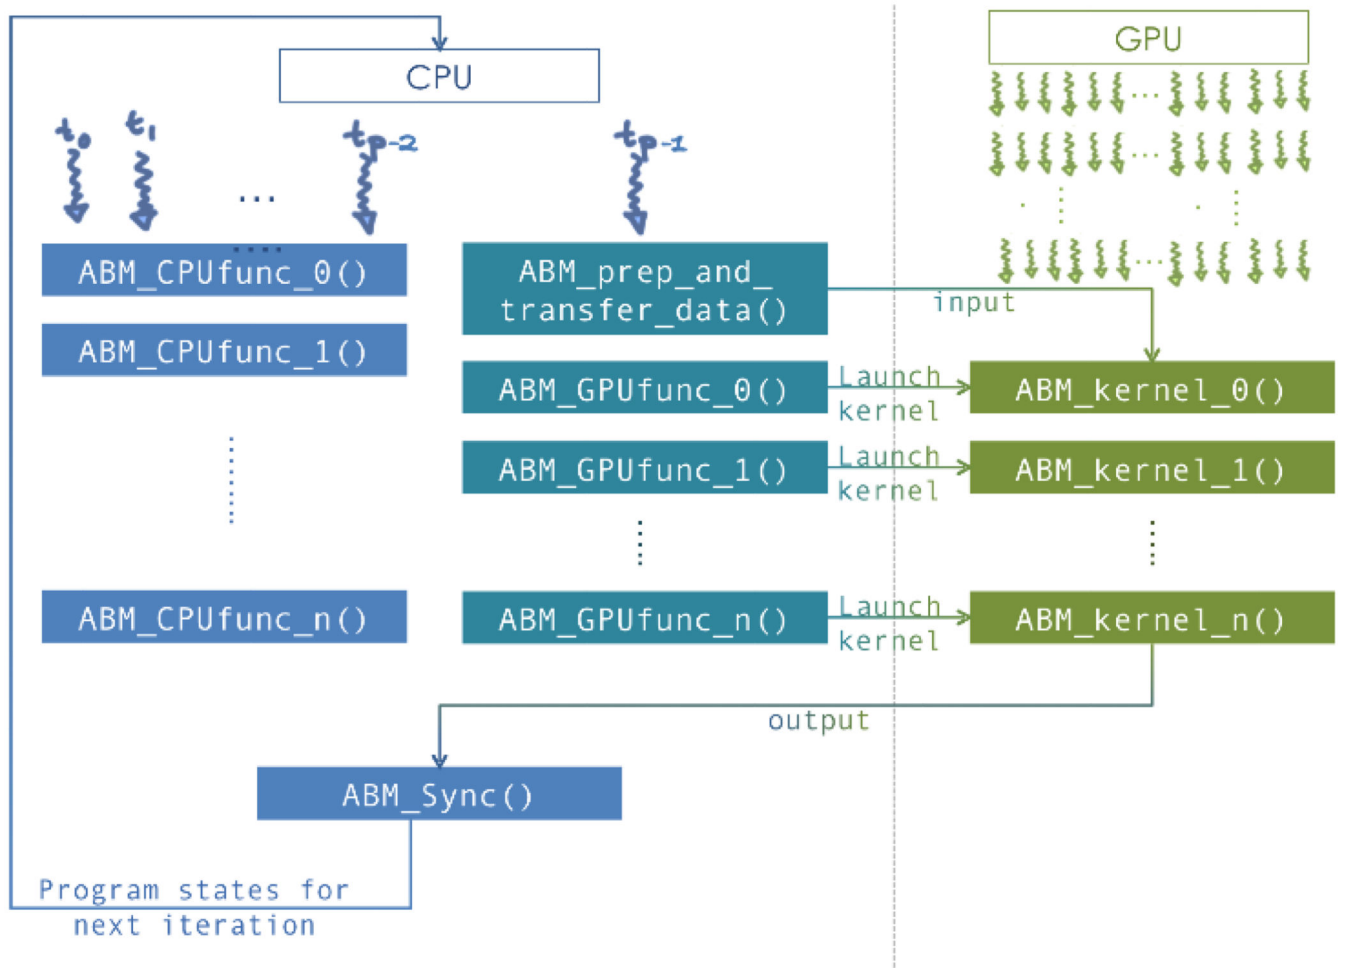 GPU
CPU
t0
t1
...
tp-2
tp-1
ABM_CPUfunc_0()
ABM_prep_and_
transfer_data()
input
ABM_CPUfunc_1()
ABM_GPUfunc_0()
Launch
kernel
ABM_kernel_0()
ABM_GPUfunc_1()
Launch
kernel
ABM_kernel_1()
ABM_CPUfunc_n()
ABM_GPUfunc_n()
Launch
kernel
ABM_kernel_n()
output
ABM_Sync()
Program states for
next iteration